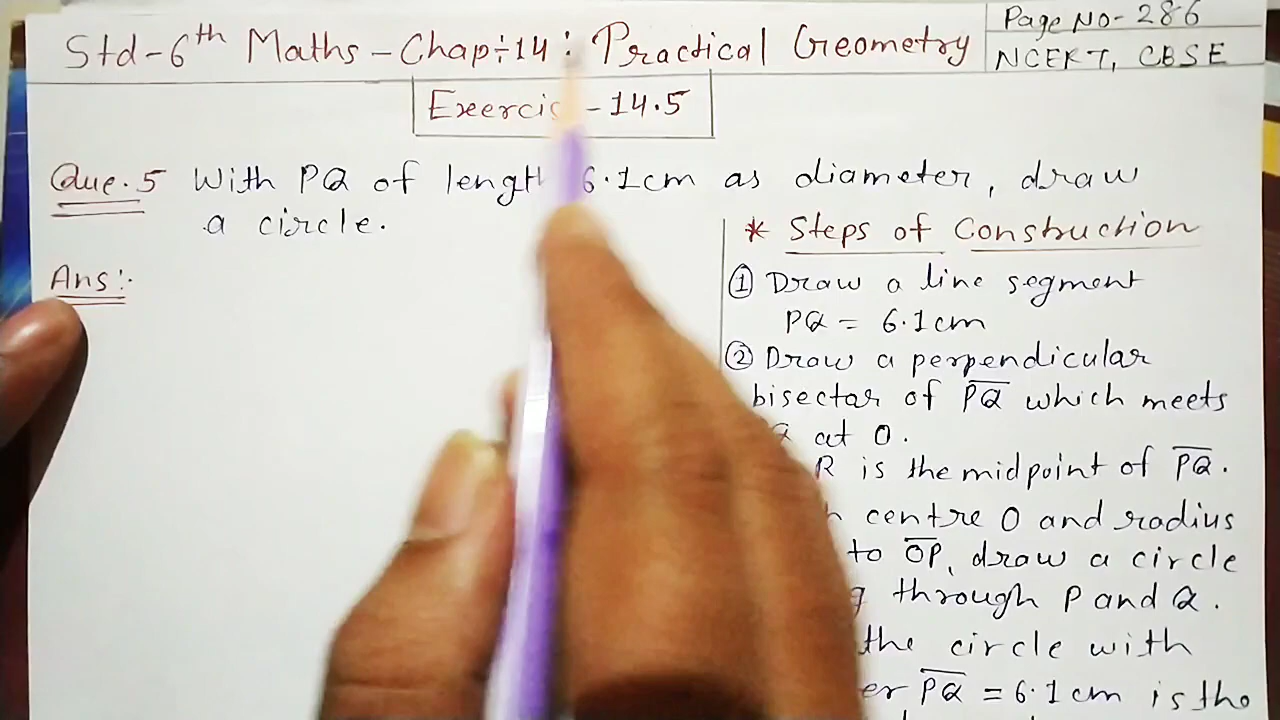 Std-6th Maths - Chap÷14: Practical Geometry
Page No- 286
NCERT, CBSE
Exercis - 14.5
Que. 5 With PQ of length 6.1cm as diameter, draw
a circle.
Ans:-
* Steps of Construction
① Draw a line segment
PQ = 6.1cm
② Draw a perpendicular
bisector of PQ which meets
at O.
R is the midpoint of PQ.
centre O and radius
to OP, draw a circle
through P and Q.
the circle with
PQ = 6.1cm is the